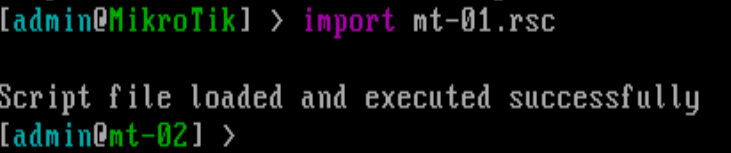 [admin@MikroTik] > import mt-01.rsc
Script file loaded and executed successfully
[admin@mt-02] >